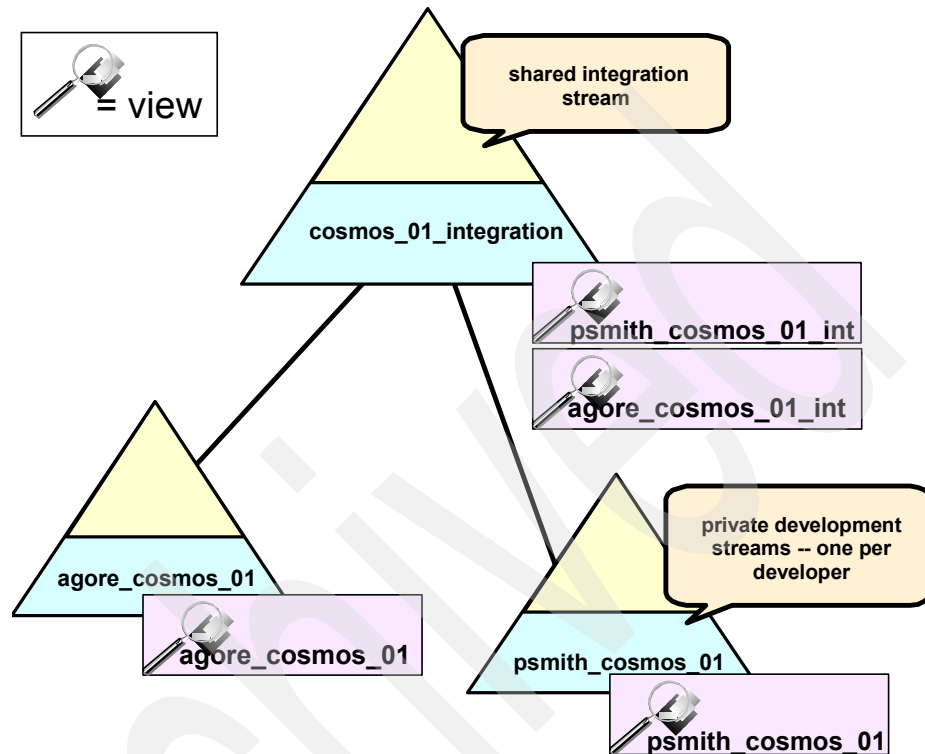 = view
shared integration
stream
cosmos_01_integration
psmith_cosmos_01_int
agore_cosmos_01_int
agore_cosmos_01
agore_cosmos_01
private development
streams -- one per
developer
psmith_cosmos_01
psmith_cosmos_01